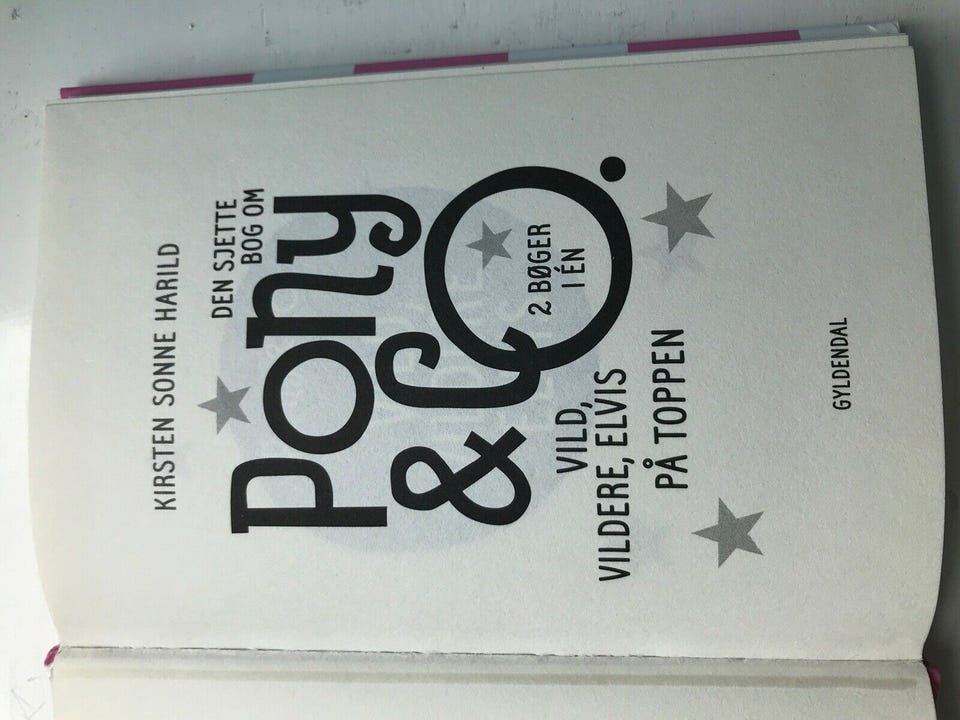 KIRSTEN SONNE HARILD
DEN SJETTE
BOG OM
Pony
& CO.
2 BØGER
I ÉN
VILD,
VILDERE, ELVIS
PÅ TOPPEN
GYLDENDAL